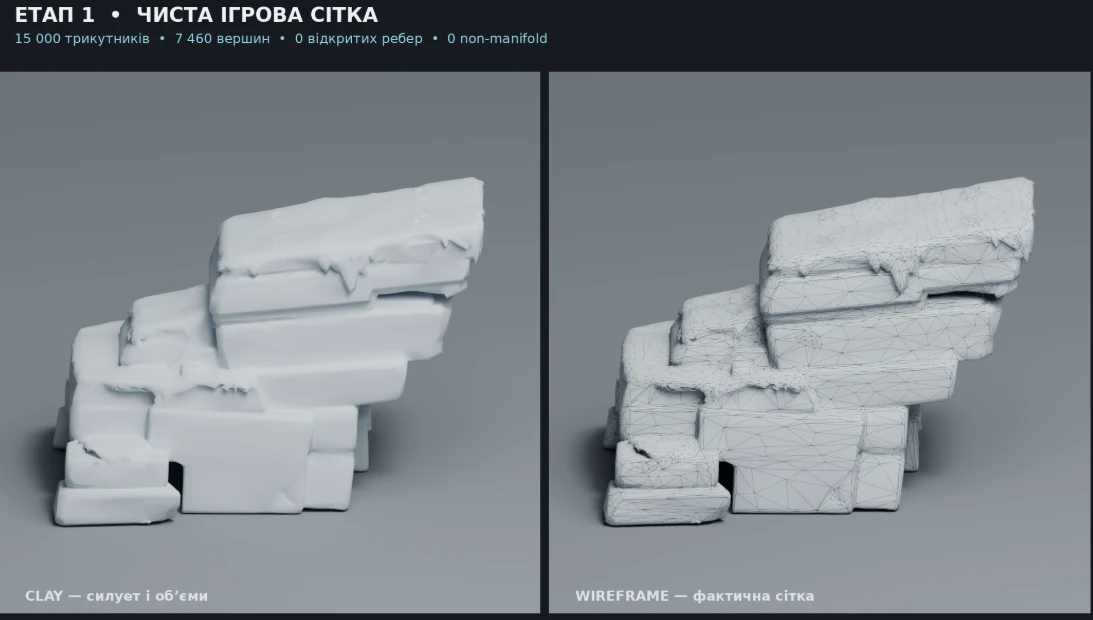 ЕТАП 1 • ЧИСТА ІГРОВА СІТКА
15 000 трикутників • 7 460 вершин • 0 відкритих ребер • 0 non-manifold
CLAY — силует і об’єми
WIREFRAME — фактична сітка